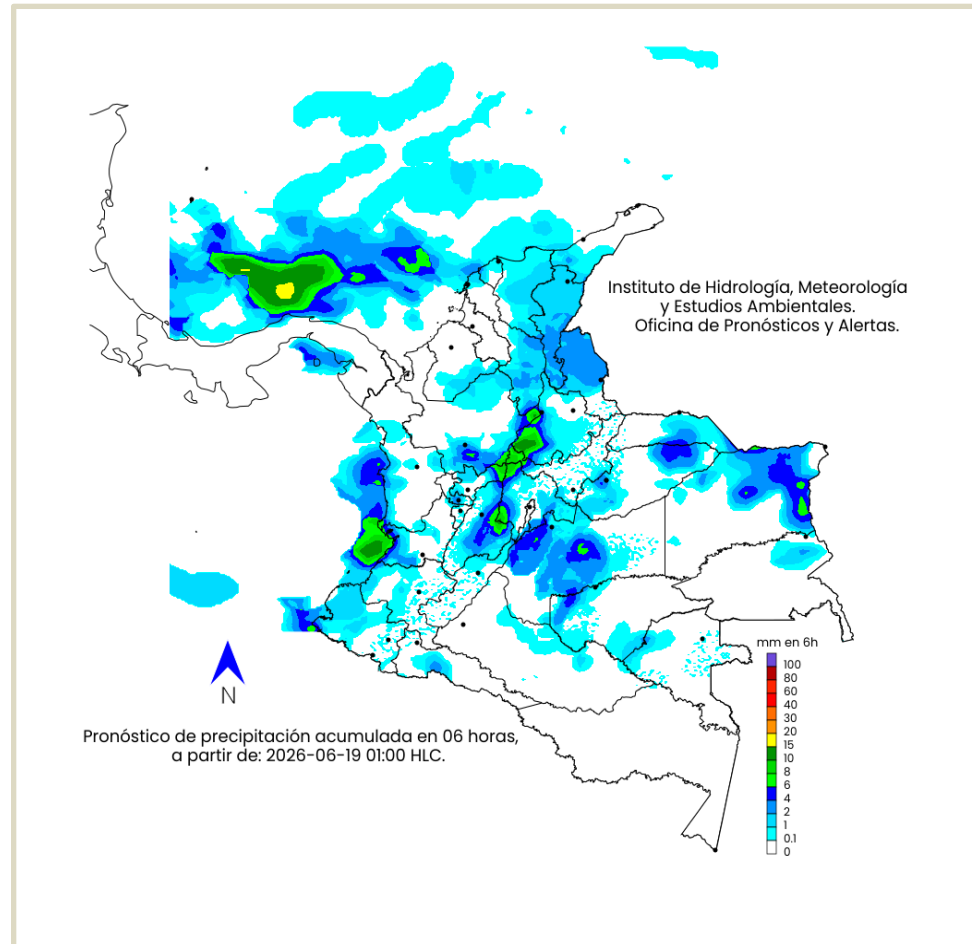 Instituto de Hidrología, Meteorología
y Estudios Ambientales.
Oficina de Pronósticos y Alertas.
mm en 6h
100
80
60
40
30
20
15
10
8
6
4
2
1
0.1
0
N
Pronóstico de precipitación acumulada en 06 horas,
a partir de: 2026-06-19 01:00 HLC.